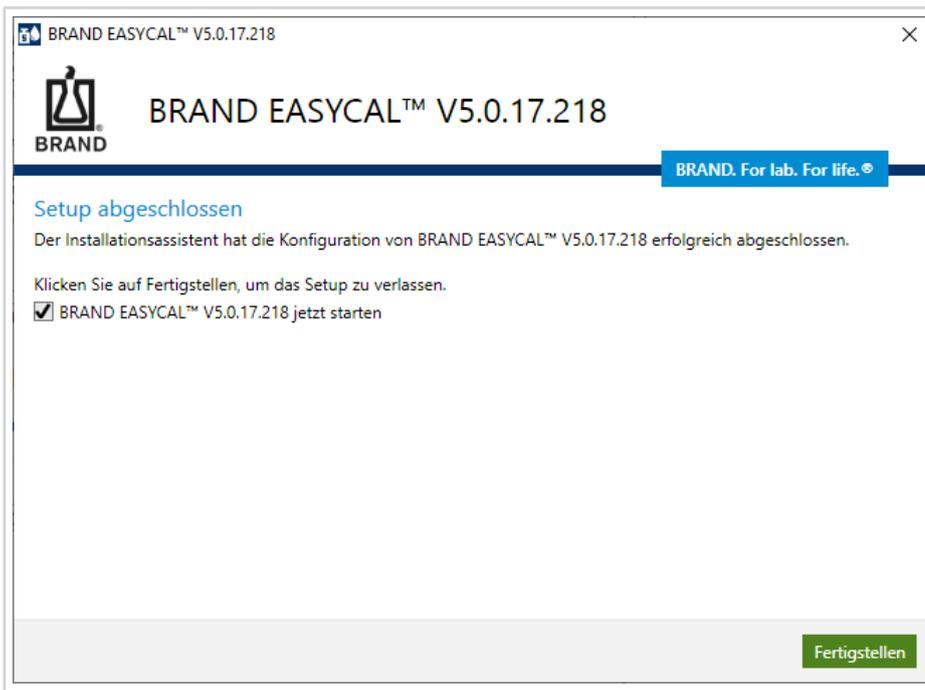 BRAND EASYCAL™ V5.0.17.218
BRAND
BRAND EASYCAL™ V5.0.17.218
BRAND. For lab. For life.®
Setup abgeschlossen
Der Installationsassistent hat die Konfiguration von BRAND EASYCAL™ V5.0.17.218 erfolgreich abgeschlossen.
Klicken Sie auf Fertigstellen, um das Setup zu verlassen.
BRAND EASYCAL™ V5.0.17.218 jetzt starten
Fertigstellen